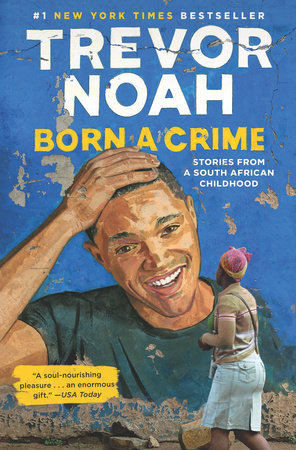 #1 NEW YORK TIMES BESTSELLER
TREVOR
NOAH
BORN A CRIME
STORIES FROM
A SOUTH AFRICAN
CHILDHOOD
“A soul-nourishing
pleasure . . . an enormous
gift.” —USA Today